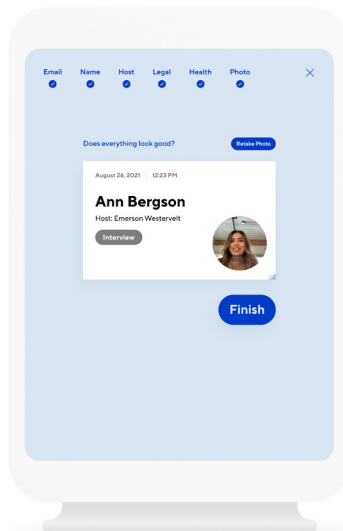 Email Name Host Legal Health Photo
Does everything look good? Retake Photo
August 26, 2021 12:23 PM
Ann Bergson
Host: Emerson Westervelt
Interview
Finish